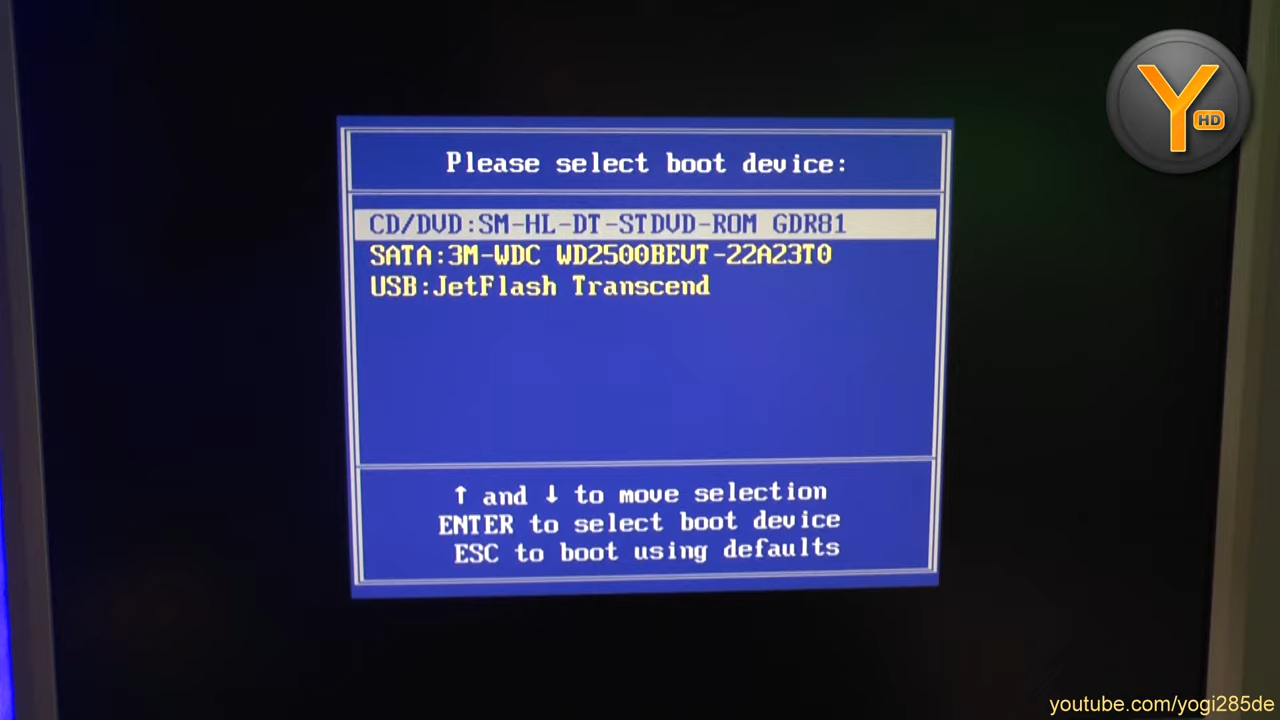 Y HD
Please select boot device:
CD/DVD:SM-HL-DT-STDVD-ROM GDR81
SATA:3M-WDC WD2500BEVT-22A23T0
USB:JetFlash Transcend
↑ and ↓ to move selection
ENTER to select boot device
ESC to boot using defaults
youtube.com/yogi285de